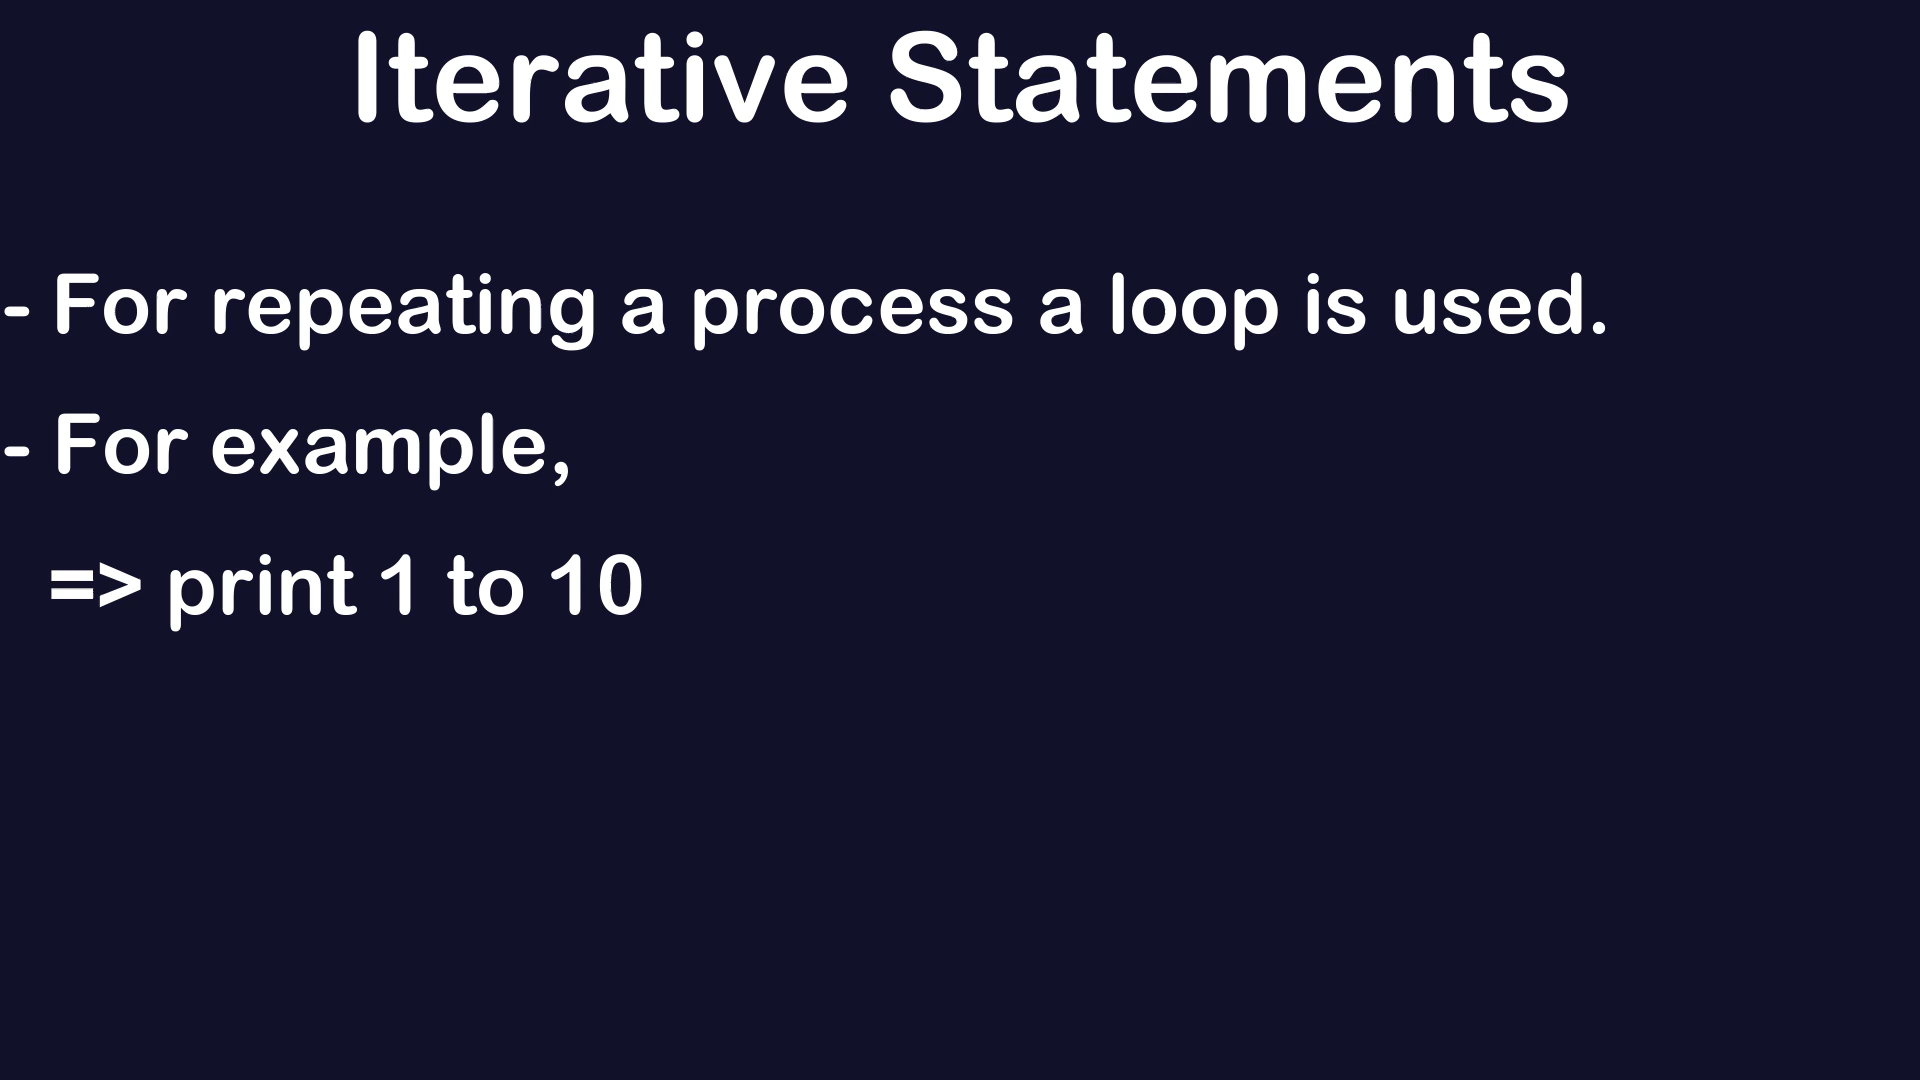 Iterative Statements
- For repeating a process a loop is used.
- For example,
=> print 1 to 10